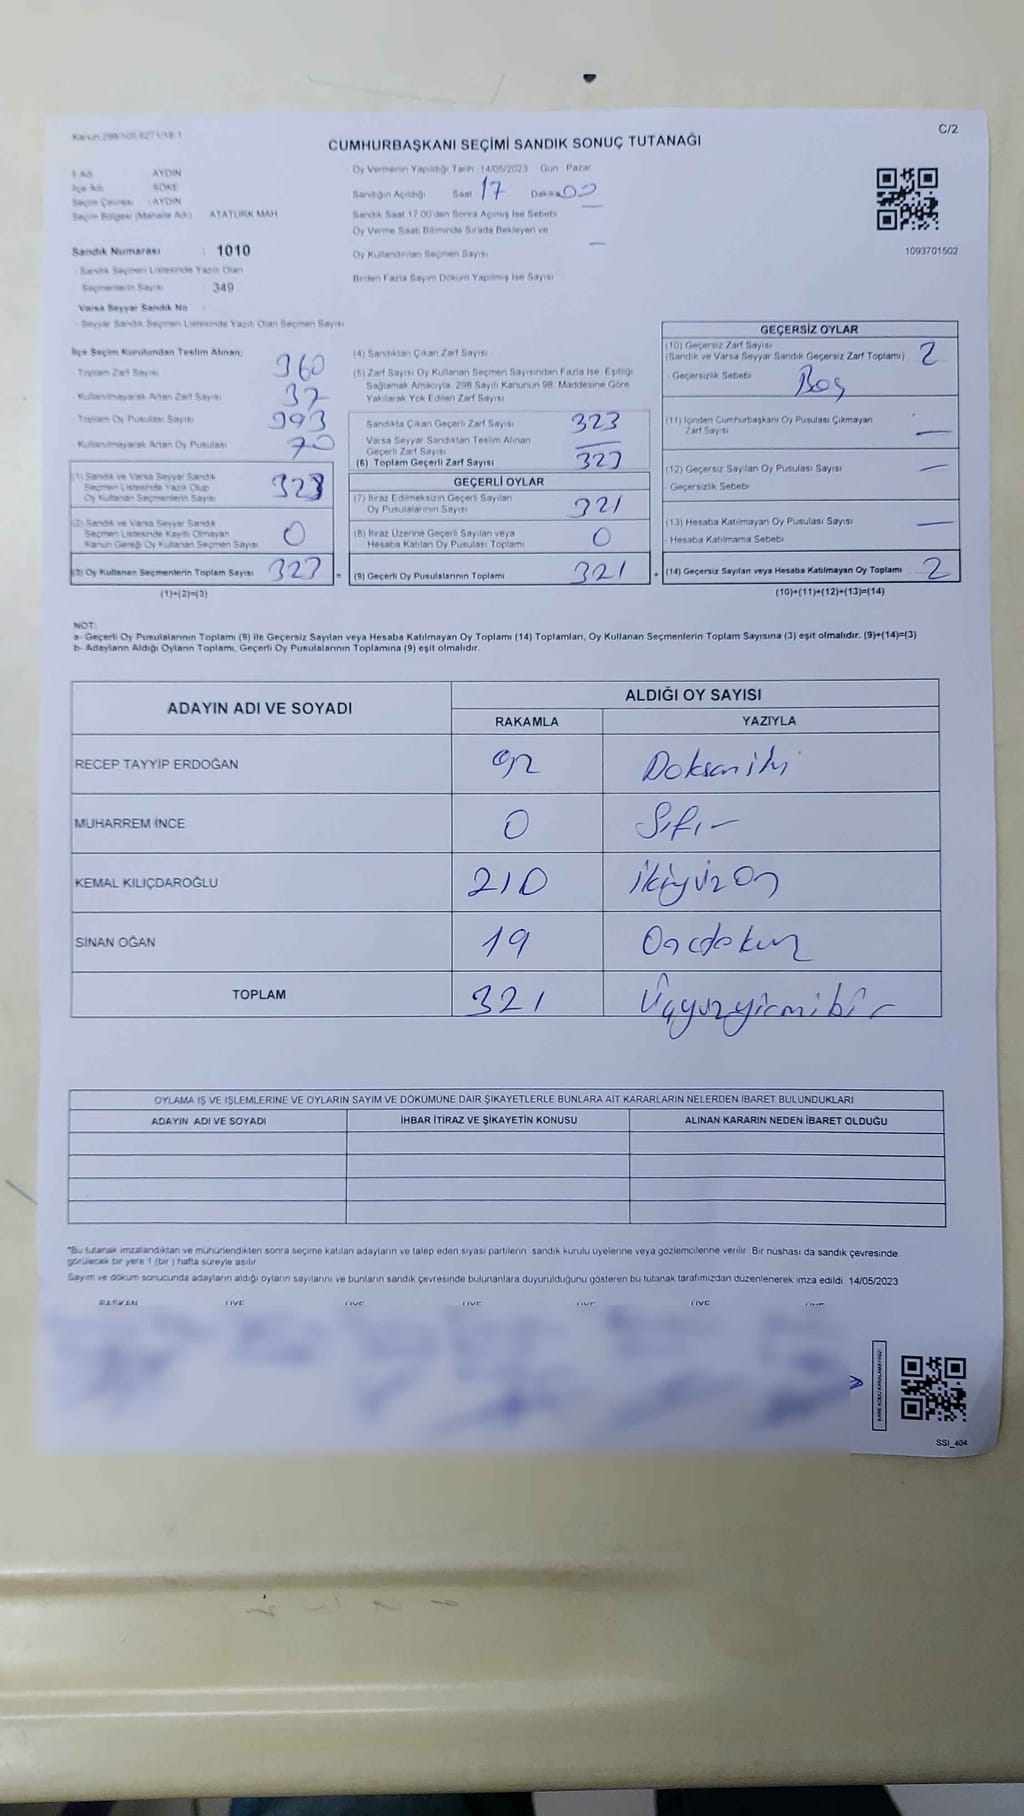 Kanun:298/105,6271/18-1
C/2
CUMHURBAŞKANI SEÇİMİ SANDIK SONUÇ TUTANAĞI
İl Adı AYDIN
İlçe Adı SÖKE
Seçim Çevresi : AYDIN
Seçim Bölgesi (Mahalle Adı) ATATÜRK MAH
Sandık Numarası : 1010
- Sandık Seçmen Listesinde Yazılı Olan
Seçmenlerin Sayısı 349
Varsa Seyyar Sandık No
- Seyyar Sandık Seçmen Listesinde Yazılı Olan Seçmen Sayısı
Oy Vermenin Yapıldığı Tarih: 14/05/2023 Gün: Pazar
Sandığın Açıldığı Saat 17 Dakika 00
Sandık Saat 17.00'den Sonra Açılmış İse Sebebi
Oy Verme Saati Bitiminde Sırada Bekleyen ve
Oy Kullandırılan Seçmen Sayısı
Birden Fazla Sayım Döküm Yapılmış İse Sayısı
1093701502
İlçe Seçim Kurulundan Teslim Alınan;
- Toplam Zarf Sayısı 360
- Kullanılmayarak Artan Zarf Sayısı 37
- Toplam Oy Pusulası Sayısı 393
- Kullanılmayarak Artan Oy Pusulası 70
(1) Sandık ve Varsa Seyyar Sandık
Seçmen Listesinde Yazılı Olup
Oy Kullanan Seçmenlerin Sayısı 323
(2) Sandık ve Varsa Seyyar Sandık
Seçmen Listesinde Kayıtlı Olmayan
Kanun Gereği Oy Kullanan Seçmen Sayısı 0
(3) Oy Kullanan Seçmenlerin Toplam Sayısı 323 =
(1)+(2)=(3)
(4) Sandıktan Çıkan Zarf Sayısı
(5) Zarf Sayısı Oy Kullanan Seçmen Sayısından Fazla İse, Eşitliği
Sağlamak Amacıyla, 298 Sayılı Kanunun 98. Maddesine Göre
Yakılarak Yok Edilen Zarf Sayısı
Sandıkta Çıkan Geçerli Zarf Sayısı 323
Varsa Seyyar Sandıktan Teslim Alınan
Geçerli Zarf Sayısı
(6) Toplam Geçerli Zarf Sayısı 323
GEÇERLİ OYLAR
(7) İtiraz Edilmeksizin Geçerli Sayılan
Oy Pusulalarının Sayısı 321
(8) İtiraz Üzerine Geçerli Sayılan veya
Hesaba Katılan Oy Pusulası Toplamı 0
(9) Geçerli Oy Pusulalarının Toplamı 321 +
GEÇERSİZ OYLAR
(10) Geçersiz Zarf Sayısı
(Sandık ve Varsa Seyyar Sandık Geçersiz Zarf Toplamı) 2
- Geçersizlik Sebebi Boş
(11) İçinden Cumhurbaşkanı Oy Pusulası Çıkmayan
Zarf Sayısı —
(12) Geçersiz Sayılan Oy Pusulası Sayısı —
- Geçersizlik Sebebi
(13) Hesaba Katılmayan Oy Pusulası Sayısı —
- Hesaba Katılmama Sebebi
(14) Geçersiz Sayılan veya Hesaba Katılmayan Oy Toplamı 2
(10)+(11)+(12)+(13)=(14)
NOT:
a- Geçerli Oy Pusulalarının Toplamı (9) ile Geçersiz Sayılan veya Hesaba Katılmayan Oy Toplamı (14) Toplamları, Oy Kullanan Seçmenlerin Toplam Sayısına (3) eşit olmalıdır. (9)+(14)=(3)
b- Adayların Aldığı Oyların Toplamı, Geçerli Oy Pusulalarının Toplamına (9) eşit olmalıdır.
ADAYIN ADI VE SOYADI
ALDIĞI OY SAYISI
RAKAMLA YAZIYLA
RECEP TAYYİP ERDOĞAN 92 Doksaniki
MUHARREM İNCE 0 Sıfır
KEMAL KILIÇDAROĞLU 210 ikiyüz On
SİNAN OĞAN 19 Ondokuz
TOPLAM 321 Üçyüzyirmibir
OYLAMA İŞ VE İŞLEMLERİNE VE OYLARIN SAYIM VE DÖKÜMÜNE DAİR ŞİKAYETLERLE BUNLARA AİT KARARLARIN NELERDEN İBARET BULUNDUKLARI
ADAYIN ADI VE SOYADI İHBAR İTİRAZ VE ŞİKAYETİN KONUSU ALINAN KARARIN NEDEN İBARET OLDUĞU
*Bu tutanak imzalandıktan ve mühürlendikten sonra seçime katılan adayların ve talep eden siyasi partilerin sandık kurulu üyelerine veya gözlemcilerine verilir. Bir nüshası da sandık çevresinde
görülecek bir yere 1 (bir) hafta süreyle asılır.
Sayım ve döküm sonucunda adayların aldığı oyların sayılarını ve bunların sandık çevresinde bulunanlara duyurulduğunu gösteren bu tutanak tarafımızdan düzenlenerek imza edildi. 14/05/2023
BAŞKAN ÜYE ÜYE ÜYE ÜYE ÜYE ÜYE
SSI_404